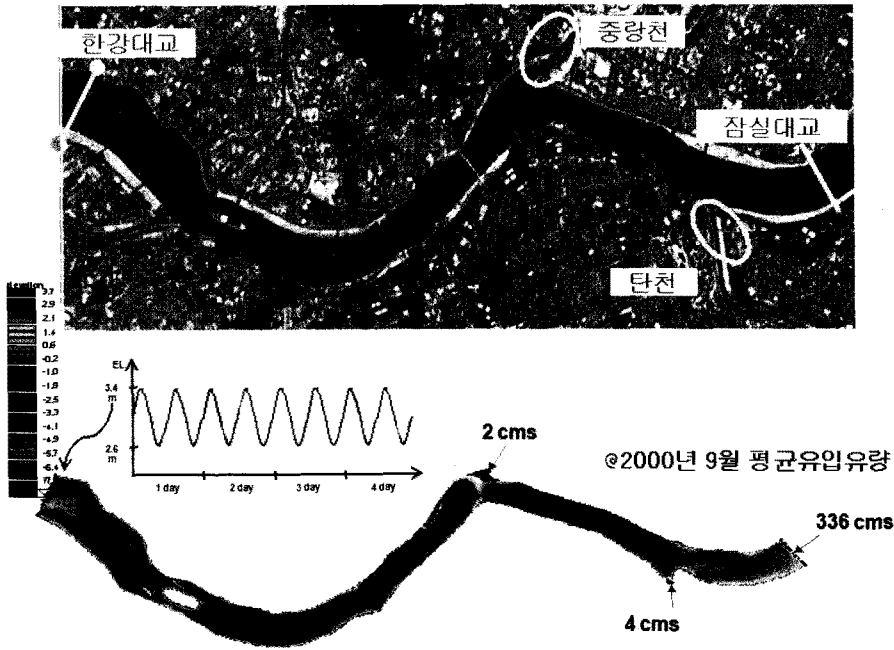 한강대교
중랑천
잠실대교
탄천
3.7
2.9
2.1
1.4
0.6
-0.2
-1.0
-1.8
-2.6
-3.3
-4.1
-4.9
-5.7
-6.4
EL
3.4
m
2.6
m
1 day
2 day
3 day
4 day
2 cms
@2000년 9월 평균유입유량
336 cms
4 cms